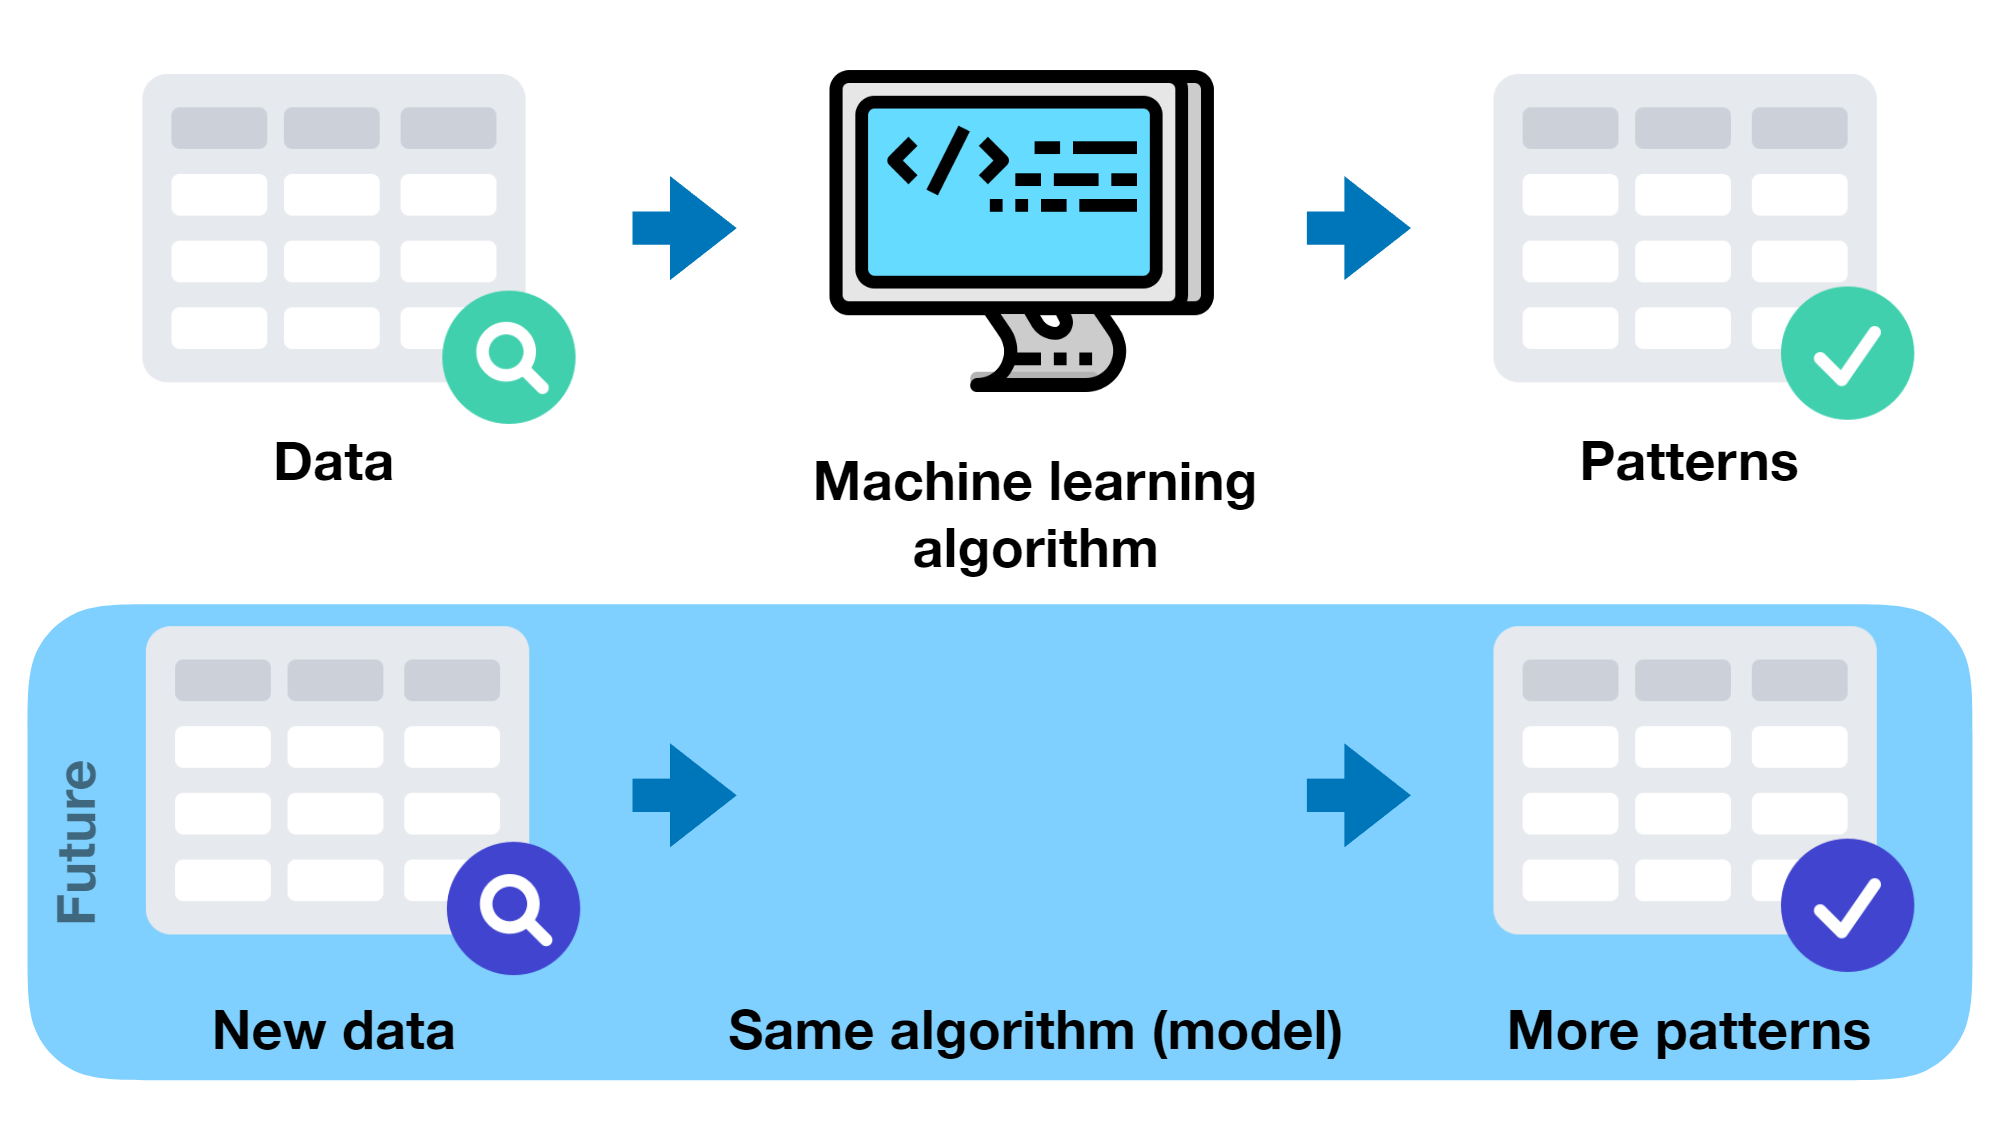 Data
Machine learning
algorithm
Patterns
Future
New data
Same algorithm (model)
More patterns